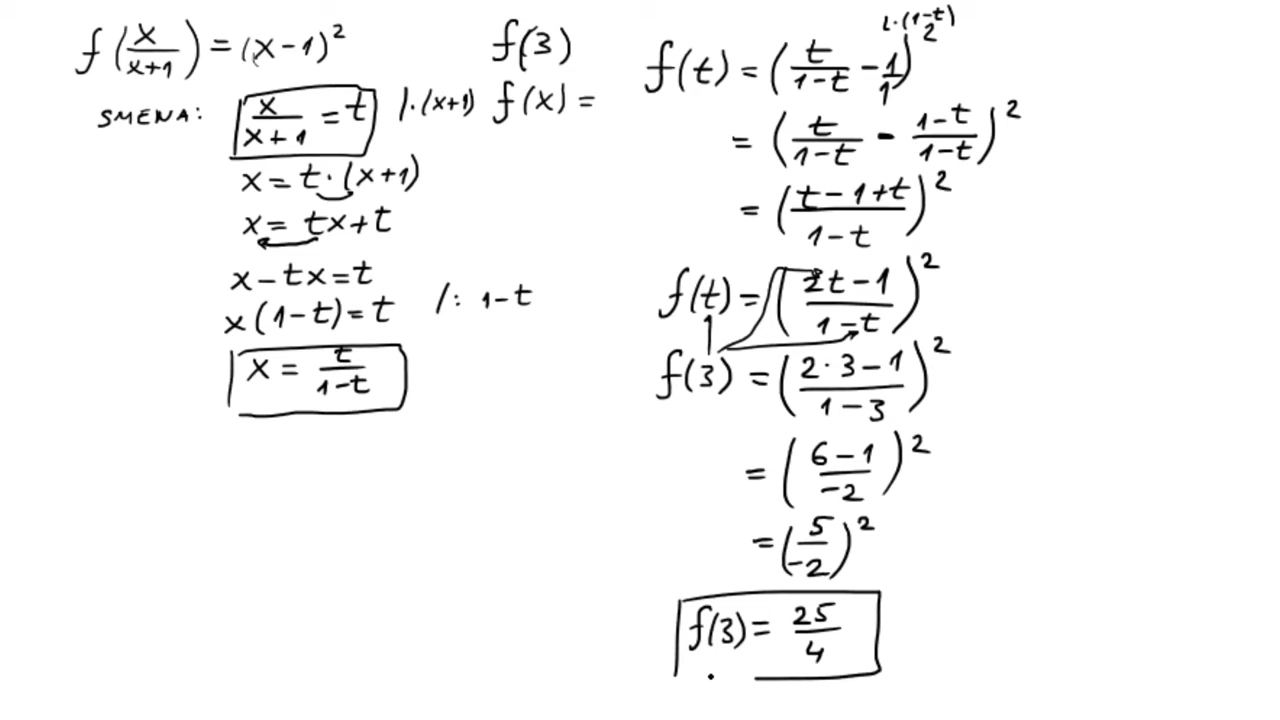 f(x/(x+1)) = (x-1)²
SMENA: x/(x+1) = t /·(x+1)
x = t·(x+1)
x = tx+t
x-tx=t
x(1-t)=t /: 1-t
x = t/(1-t)
f(3)
f(x) =
f(t) = (t/(1-t) - 1/1)² /·(1-t)
= (t/(1-t) - (1-t)/(1-t))²
= ((t-1+t)/(1-t))²
f(t) = ((2t-1)/(1-t))²
f(3) = ((2·3-1)/(1-3))²
= ((6-1)/-2)²
= (5/-2)²
f(3) = 25/4